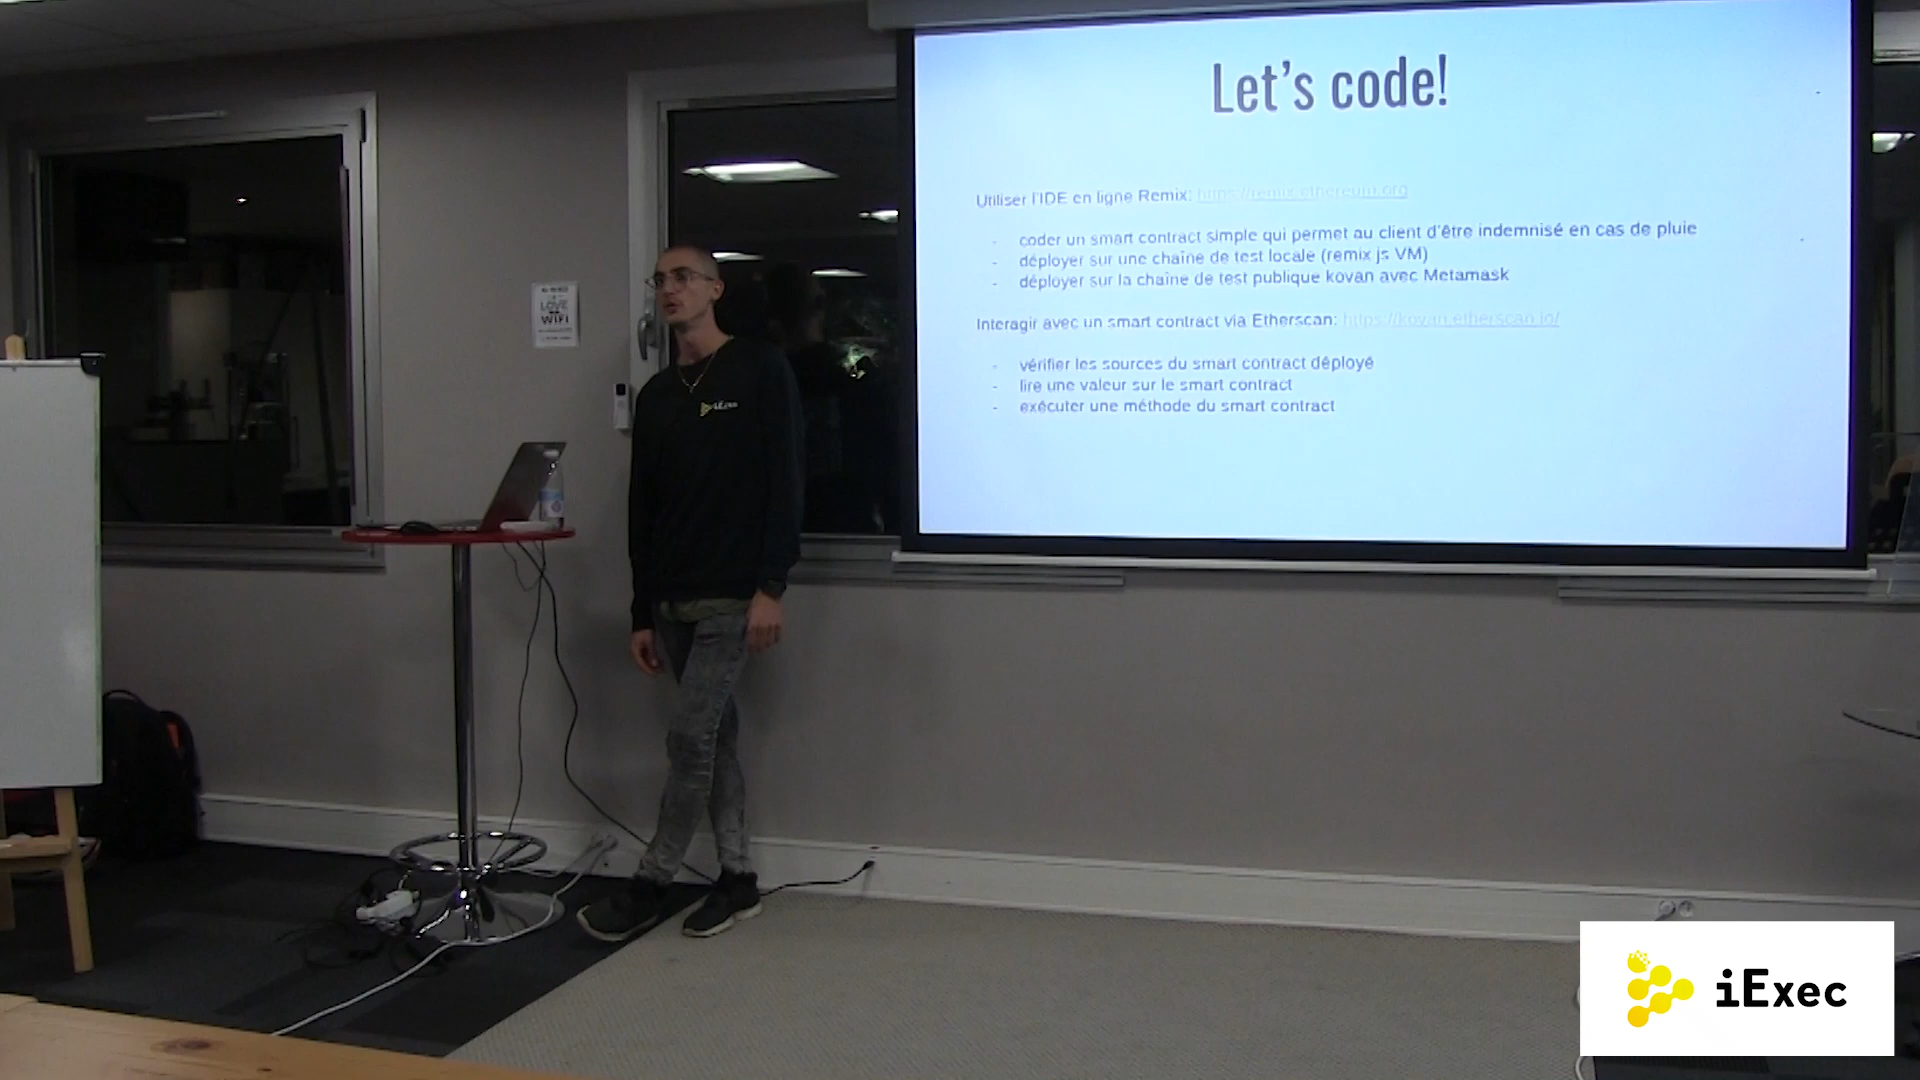 Let's code!
Utiliser l'IDE en ligne Remix: https://remix.ethereum.org
- coder un smart contract simple qui permet au client d'être indemnisé en cas de pluie
- déployer sur une chaîne de test locale (remix js VM)
- déployer sur la chaîne de test publique kovan avec Metamask
Interagir avec un smart contract via Etherscan: https://kovan.etherscan.io/
- vérifier les sources du smart contract déployé
- lire une valeur sur le smart contract
- exécuter une méthode du smart contract
LOVE
WIFI
iExec
iExec